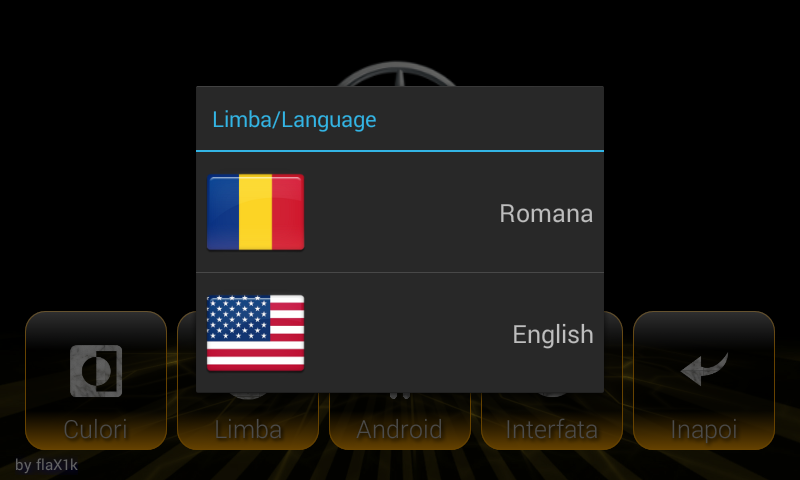 Limba/Language
Romana
English
Culori
Limba
Android
Interfata
Inapoi
by flaX1k